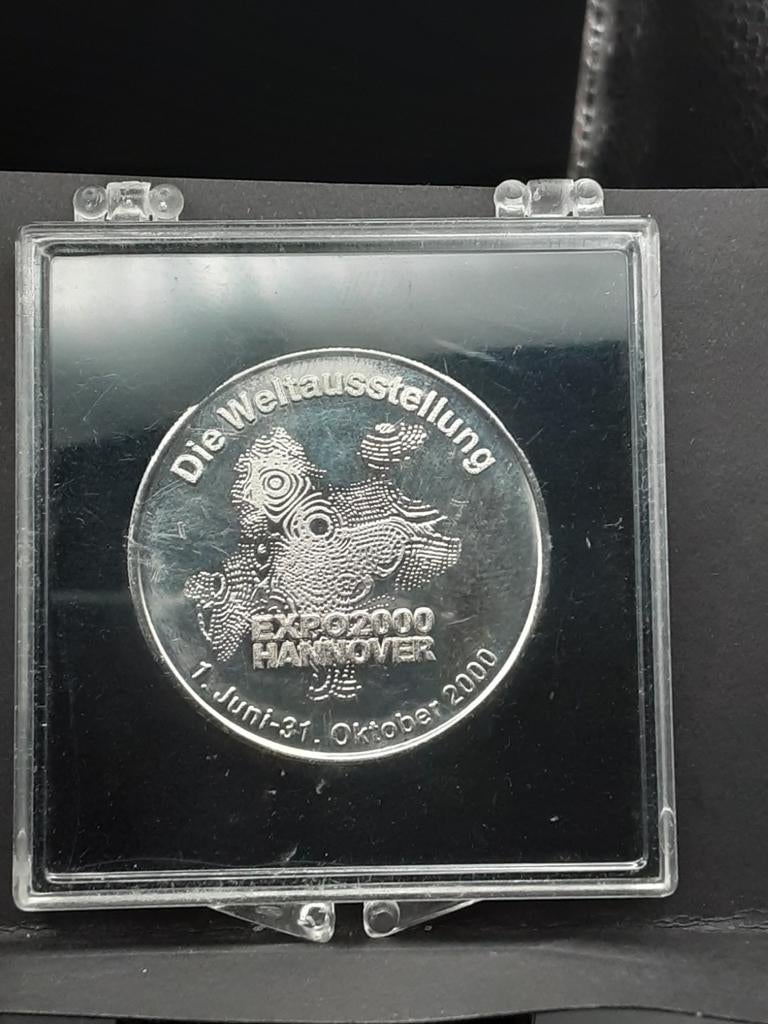 Die Weltausstellung
EXPO2000
HANNOVER
1. Juni-31. Oktober 2000